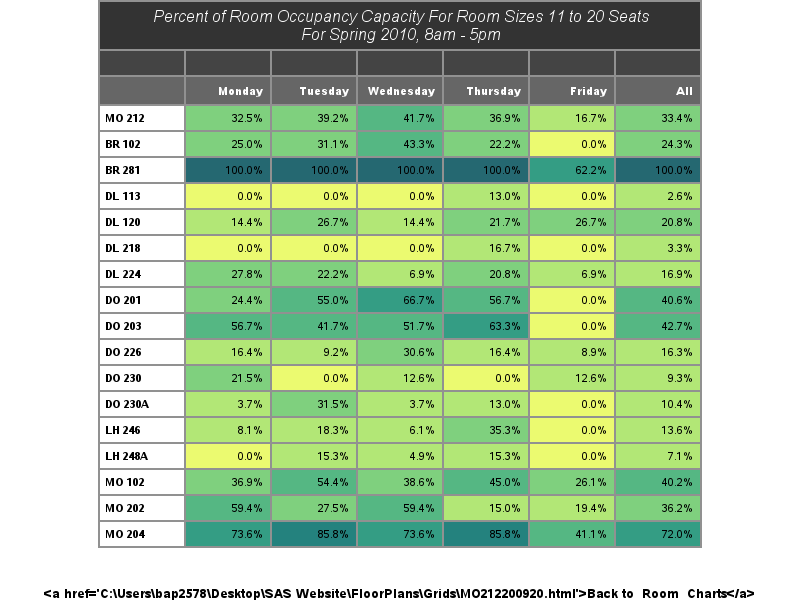 Percent of Room Occupancy Capacity For Room Sizes 11 to 20 Seats
For Spring 2010, 8am - 5pm
Monday Tuesday Wednesday Thursday Friday All
MO 212 32.5% 39.2% 41.7% 36.9% 16.7% 33.4%
BR 102 25.0% 31.1% 43.3% 22.2% 0.0% 24.3%
BR 281 100.0% 100.0% 100.0% 100.0% 62.2% 100.0%
DL 113 0.0% 0.0% 0.0% 13.0% 0.0% 2.6%
DL 120 14.4% 26.7% 14.4% 21.7% 26.7% 20.8%
DL 218 0.0% 0.0% 0.0% 16.7% 0.0% 3.3%
DL 224 27.8% 22.2% 6.9% 20.8% 6.9% 16.9%
DO 201 24.4% 55.0% 66.7% 56.7% 0.0% 40.6%
DO 203 56.7% 41.7% 51.7% 63.3% 0.0% 42.7%
DO 226 16.4% 9.2% 30.6% 16.4% 8.9% 16.3%
DO 230 21.5% 0.0% 12.6% 0.0% 12.6% 9.3%
DO 230A 3.7% 31.5% 3.7% 13.0% 0.0% 10.4%
LH 246 8.1% 18.3% 6.1% 35.3% 0.0% 13.6%
LH 248A 0.0% 15.3% 4.9% 15.3% 0.0% 7.1%
MO 102 36.9% 54.4% 38.6% 45.0% 26.1% 40.2%
MO 202 59.4% 27.5% 59.4% 15.0% 19.4% 36.2%
MO 204 73.6% 85.8% 73.6% 85.8% 41.1% 72.0%
<a href='C:\Users\bap2578\Desktop\SAS Website\FloorPlans\Grids\MO212200920.html'>Back to Room Charts</a>